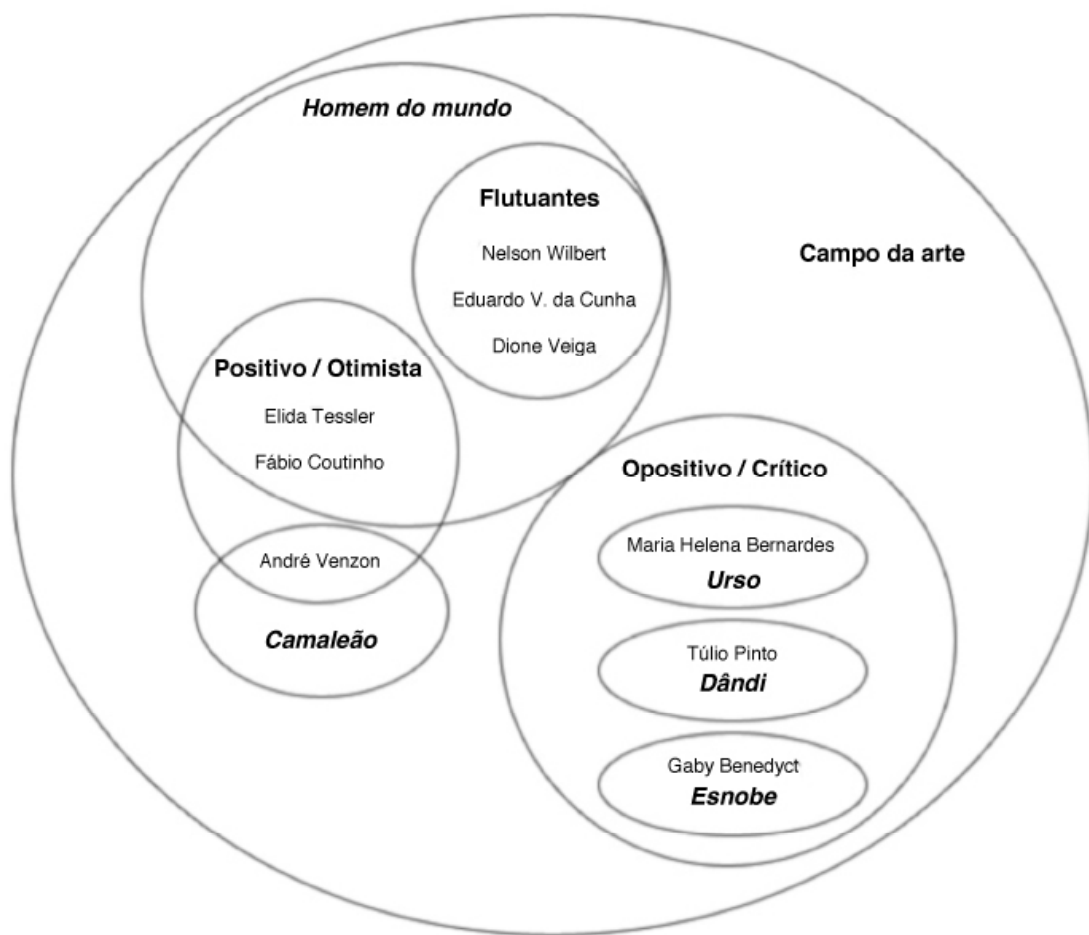 Homem do mundo
Flutuantes
Nelson Wilbert
Eduardo V. da Cunha
Dione Veiga
Campo da arte
Positivo / Otimista
Elida Tessler
Fábio Coutinho
André Venzon
Camaleão
Opositivo / Crítico
Maria Helena Bernardes
Urso
Túlio Pinto
Dândi
Gaby Benedyct
Esnobe